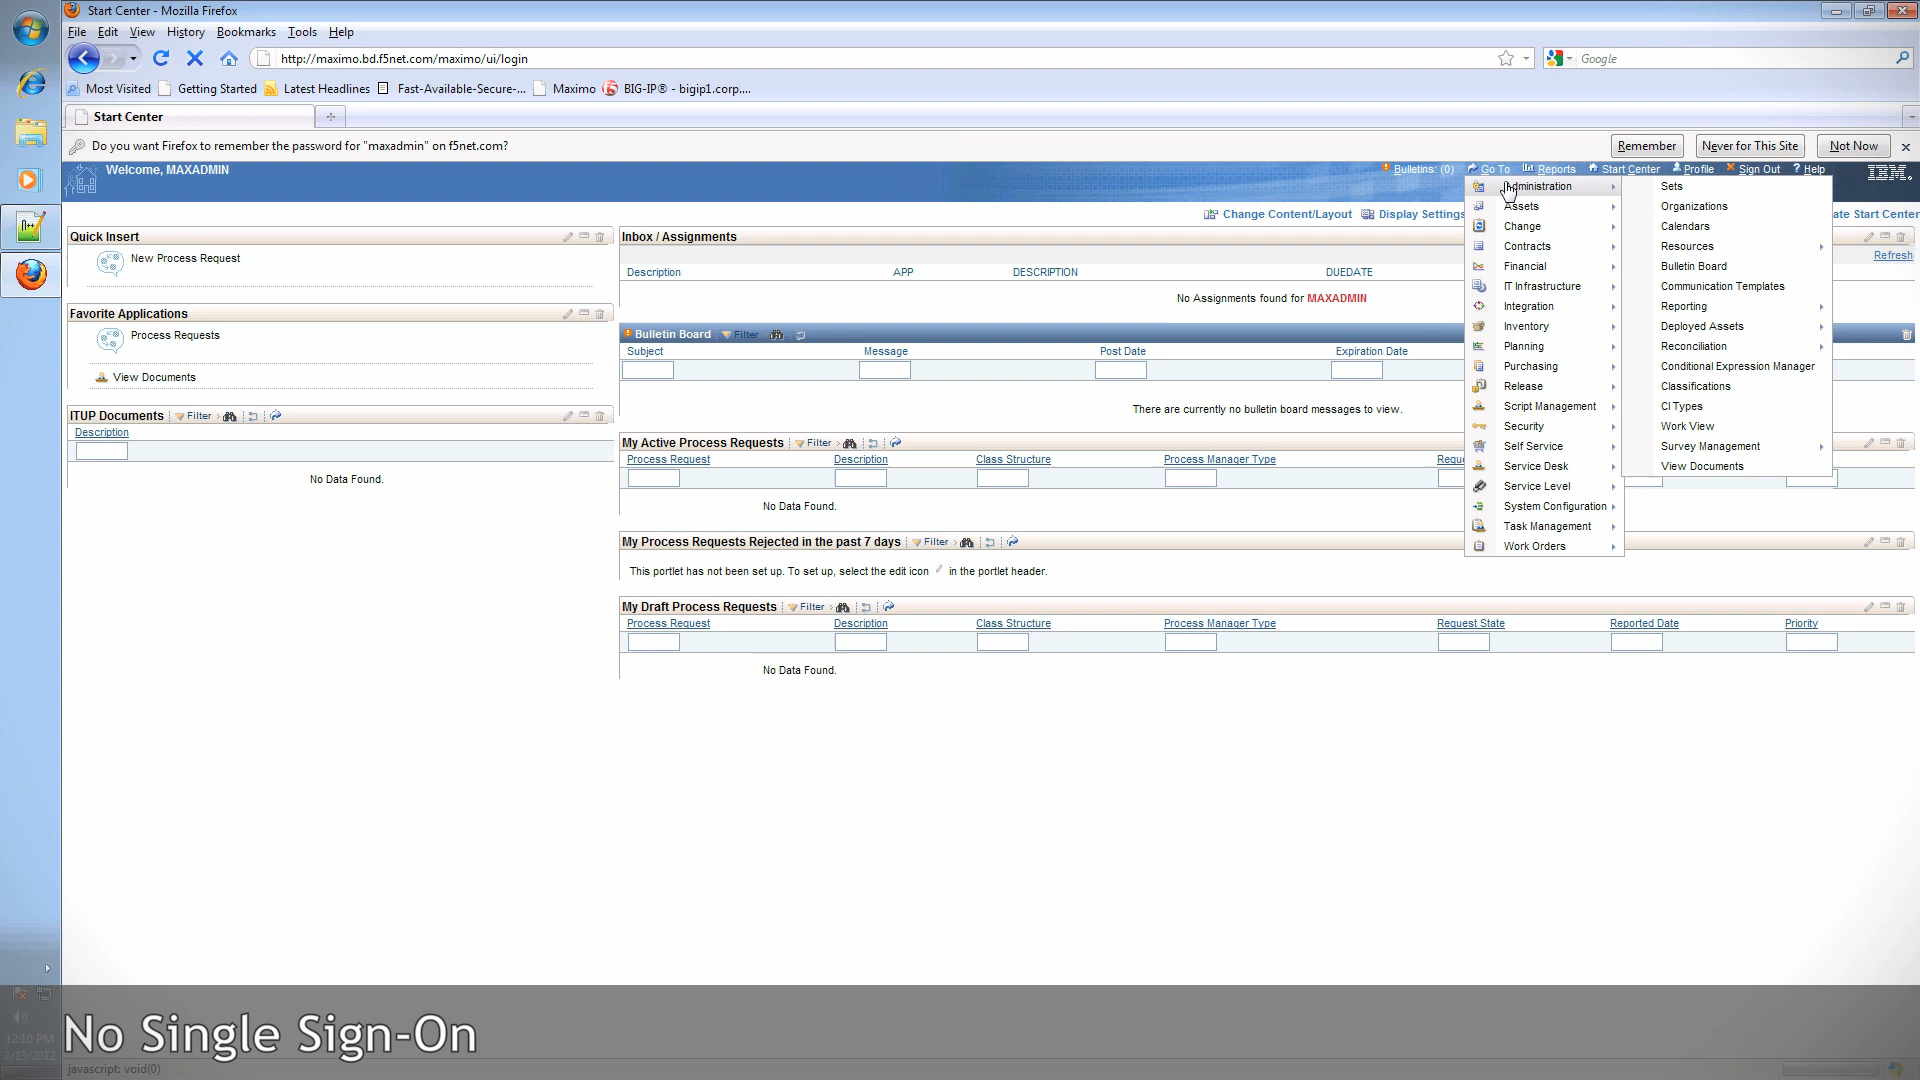 Start Center - Mozilla Firefox
File Edit View History Bookmarks Tools Help
http://maximo.bd.f5net.com/maximo/ui/login
Google
Most Visited Getting Started Latest Headlines Fast-Available-Secure-... Maximo BIG-IP® - bigip1.corp....
Start Center
Do you want Firefox to remember the password for "maxadmin" on f5net.com?
Remember Never for This Site Not Now
Welcome, MAXADMIN
Bulletins: (0) Go To Reports Start Center Profile Sign Out Help
IBM.
Change Content/Layout Display Settings
ate Start Center
Quick Insert
New Process Request
Favorite Applications
Process Requests
View Documents
ITUP Documents Filter
Description
No Data Found.
Inbox / Assignments
Refresh
Description APP DESCRIPTION DUEDATE
No Assignments found for MAXADMIN
Bulletin Board Filter
Subject Message Post Date Expiration Date
There are currently no bulletin board messages to view.
My Active Process Requests Filter
Process Request Description Class Structure Process Manager Type Requ
No Data Found.
My Process Requests Rejected in the past 7 days Filter
This portlet has not been set up. To set up, select the edit icon in the portlet header.
My Draft Process Requests Filter
Process Request Description Class Structure Process Manager Type Request State Reported Date Priority
No Data Found.
dministration
Assets
Change
Contracts
Financial
IT Infrastructure
Integration
Inventory
Planning
Purchasing
Release
Script Management
Security
Self Service
Service Desk
Service Level
System Configuration
Task Management
Work Orders
Sets
Organizations
Calendars
Resources
Bulletin Board
Communication Templates
Reporting
Deployed Assets
Reconciliation
Conditional Expression Manager
Classifications
CI Types
Work View
Survey Management
View Documents
No Single Sign-On
12:10 PM
2/13/2012
javascript: void(0)